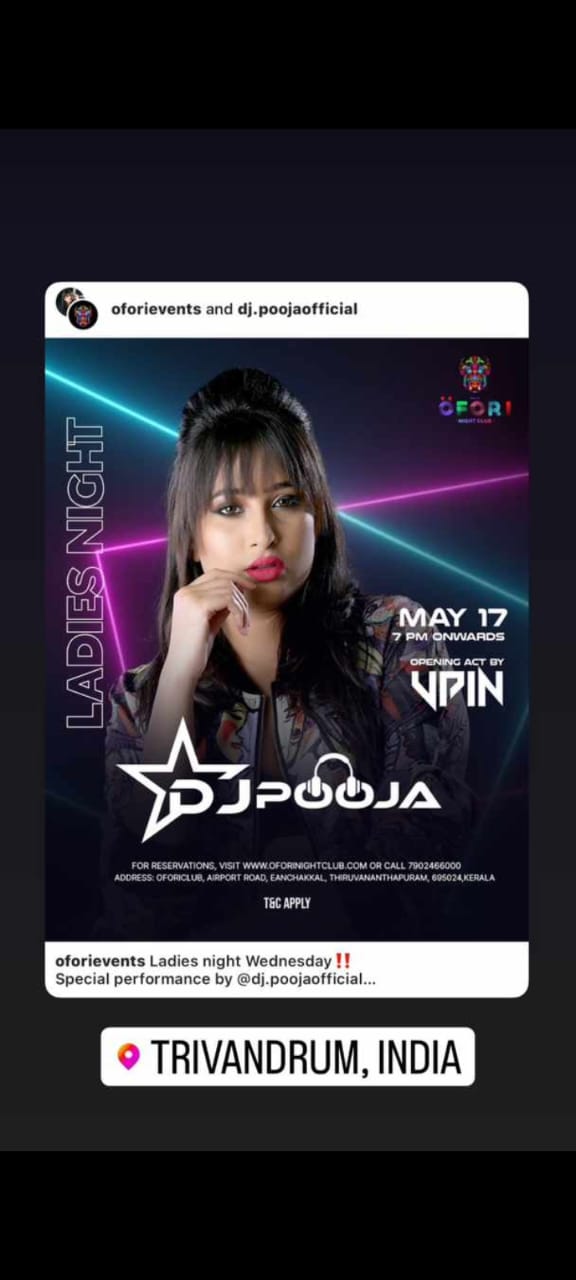 oforievents and dj.poojaofficial
ÖFORI
NIGHT CLUB
LADIES NIGHT
MAY 17
7 PM ONWARDS
OPENING ACT BY
VPIN
DJ POOJA
FOR RESERVATIONS, VISIT WWW.OFORINIGHTCLUB.COM OR CALL 7902466000
ADDRESS: OFORICLUB, AIRPORT ROAD, EANCHAKKAL, THIRUVANANTHAPURAM, 695024,KERALA
T&C APPLY
oforievents Ladies night Wednesday‼️
Special performance by @dj.poojaofficial...
TRIVANDRUM, INDIA